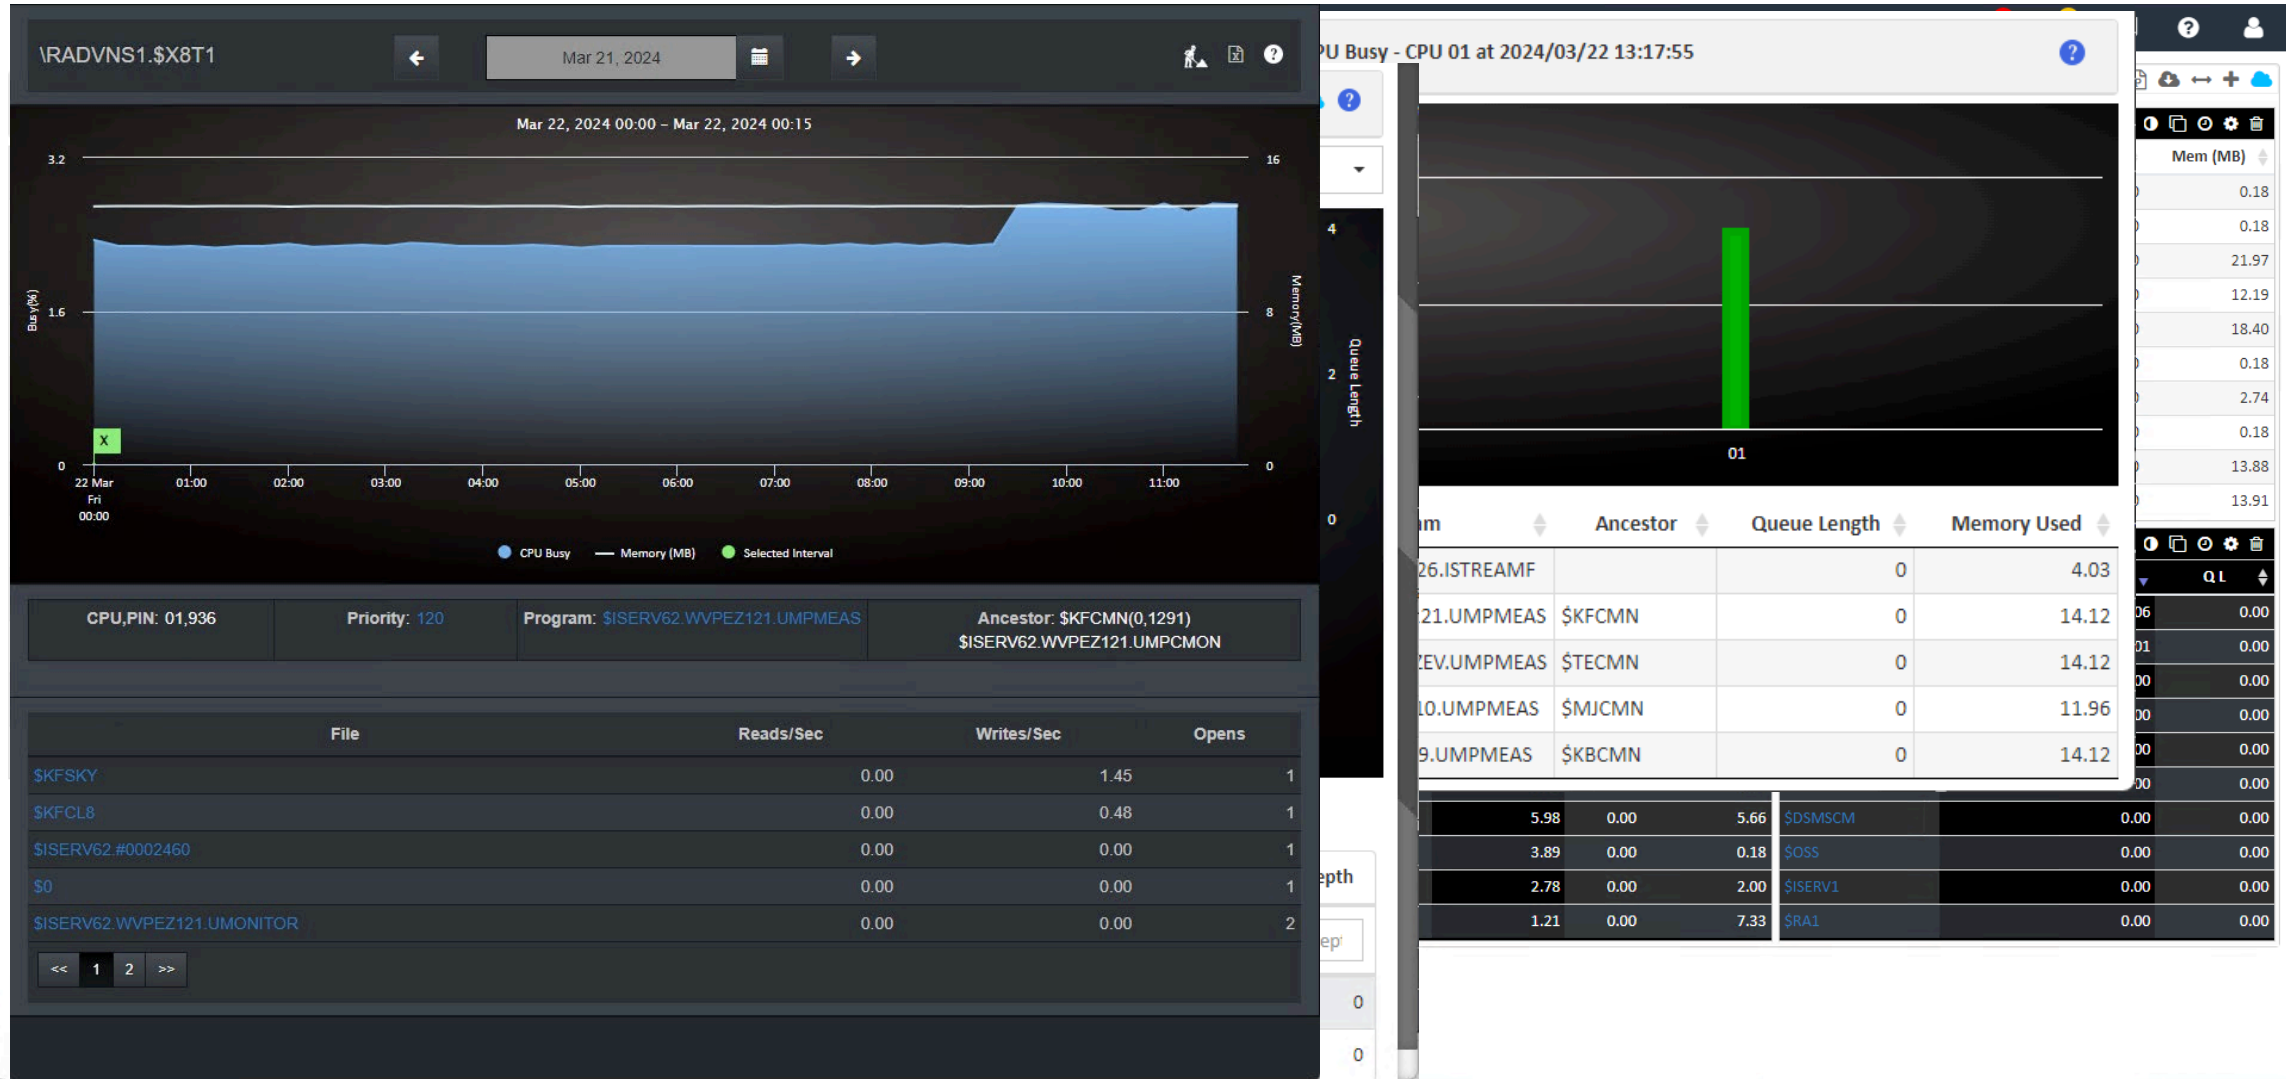 \RADVNS1.$X8T1
Mar 21, 2024
Mar 22, 2024 00:00 – Mar 22, 2024 00:15
3.2
16
1.6
8
0
0
Busy(%)
Memory(MB)
X
22 Mar
Fri
00:00
01:00
02:00
03:00
04:00
05:00
06:00
07:00
08:00
09:00
10:00
11:00
CPU Busy
Memory (MB)
Selected Interval
CPU,PIN: 01,936
Priority: 120
Program: $ISERV62.WVPEZ121.UMPMEAS
Ancestor: $KFCMN(0,1291)
$ISERV62.WVPEZ121.UMPCMON
File Reads/Sec Writes/Sec Opens
$KFSKY 0.00 1.45 1
$KFCL8 0.00 0.48 1
$ISERV62.#0002460 0.00 0.00 1
$0 0.00 0.00 1
$ISERV62.WVPEZ121.UMONITOR 0.00 0.00 2
<< 1 2 >>
4
2
0
Queue Length
epth
0
0
PU Busy - CPU 01 at 2024/03/22 13:17:55
01
am Ancestor Queue Length Memory Used
26.ISTREAMF 0 4.03
21.UMPMEAS $KFCMN 0 14.12
ZEV.UMPMEAS $TECMN 0 14.12
10.UMPMEAS $MJCMN 0 11.96
9.UMPMEAS $KBCMN 0 14.12
5.98 0.00 5.66 $DSMSCM 0.00 0.00
3.89 0.00 0.18 $OSS 0.00 0.00
2.78 0.00 2.00 $ISERV1 0.00 0.00
1.21 0.00 7.33 $RA1 0.00 0.00
Mem (MB)
0.18
0.18
21.97
12.19
18.40
0.18
2.74
0.18
13.88
13.91
Q L
06 0.00
01 0.00
00 0.00
00 0.00
00 0.00
00 0.00